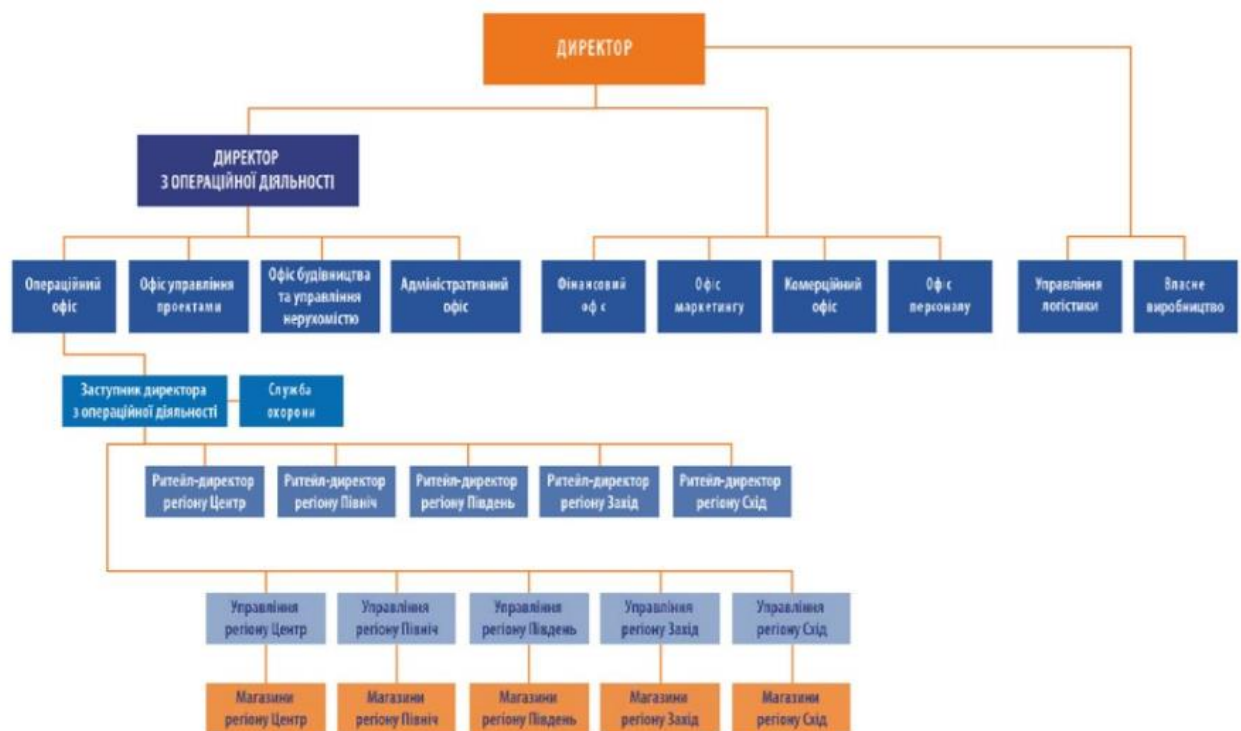 ДИРЕКТОР
ДИРЕКТОР
З ОПЕРАЦІЙНОЇ ДІЯЛЬНОСТІ
Операційний
офіс
Офіс управління
проектами
Офіс будівництва
та управління
нерухомістю
Адміністративний
офіс
Фінансовий
оф с
Офіс
маркетингу
Комерційний
офіс
Офіс
персоналу
Управління
логістики
Власне
виробництво
Заступник директора
з операційної діяльності
Служба
охорони
Ритейл-директор
регіону Центр
Ритейл-директор
регіону Північ
Ритейл-директор
регіону Південь
Ритейл-директор
регіону Захід
Ритейл-директор
регіону Схід
Управління
регіону Центр
Управління
регіону Північ
Управління
регіону Південь
Управління
регіону Захід
Управління
регіону Схід
Магазини
регіону Центр
Магазини
регіону Північ
Магазини
регіону Південь
Магазини
регіону Захід
Магазини
регіону Схід